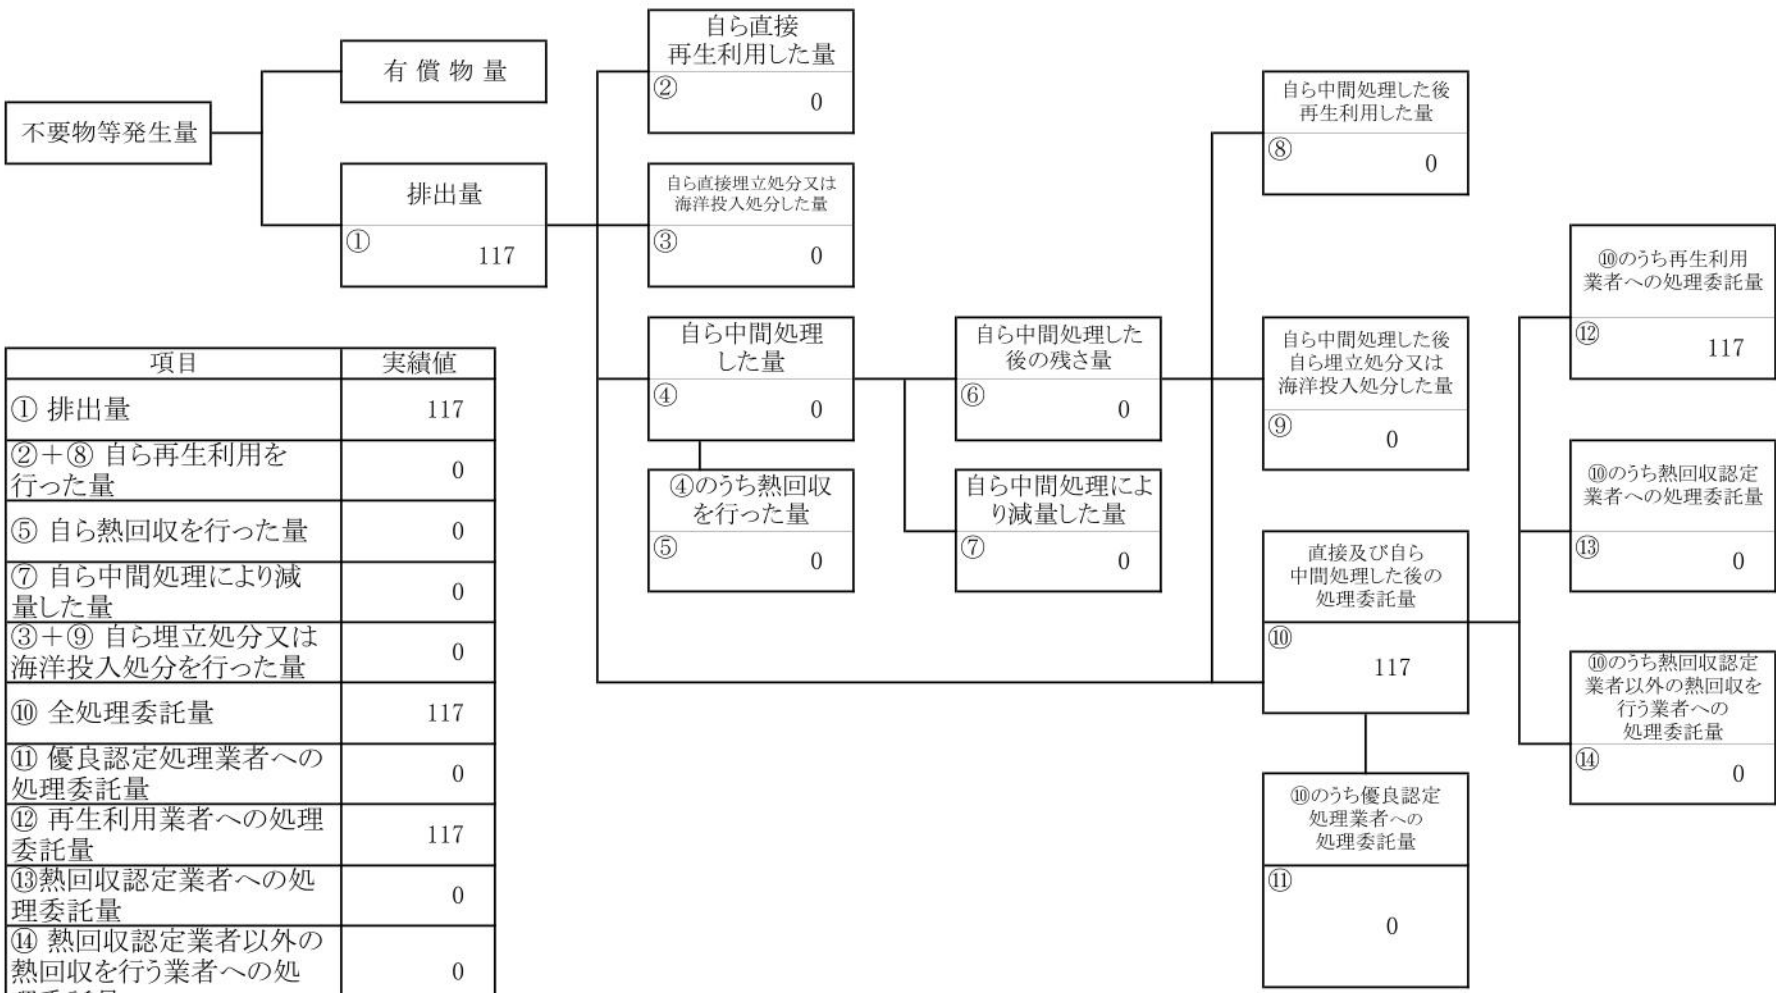 不要物等発生量
有償物量
排出量
①
117
自ら直接
再生利用した量
②
0
自ら直接埋立処分又は
海洋投入処分した量
③
0
自ら中間処理
した量
④
0
④のうち熱回収
を行った量
⑤
0
自ら中間処理した
後の残さ量
⑥
0
自ら中間処理によ
り減量した量
⑦
0
自ら中間処理した後
再生利用した量
⑧
0
自ら中間処理した後
自ら埋立処分又は
海洋投入処分した量
⑨
0
直接及び自ら
中間処理した後の
処理委託量
⑩
117
⑩のうち優良認定
処理業者への
処理委託量
⑪
0
⑩のうち再生利用
業者への処理委託量
⑫
117
⑩のうち熱回収認定
業者への処理委託量
⑬
0
⑩のうち熱回収認定
業者以外の熱回収を
行う業者への
処理委託量
⑭
0
項目 実績値
① 排出量 117
②+⑧ 自ら再生利用を
行った量 0
⑤ 自ら熱回収を行った量 0
⑦ 自ら中間処理により減
量した量 0
③+⑨ 自ら埋立処分又は
海洋投入処分を行った量 0
⑩ 全処理委託量 117
⑪ 優良認定処理業者への
処理委託量 0
⑫ 再生利用業者への処理
委託量 117
⑬熱回収認定業者への処
理委託量 0
⑭ 熱回収認定業者以外の
熱回収を行う業者への処 0